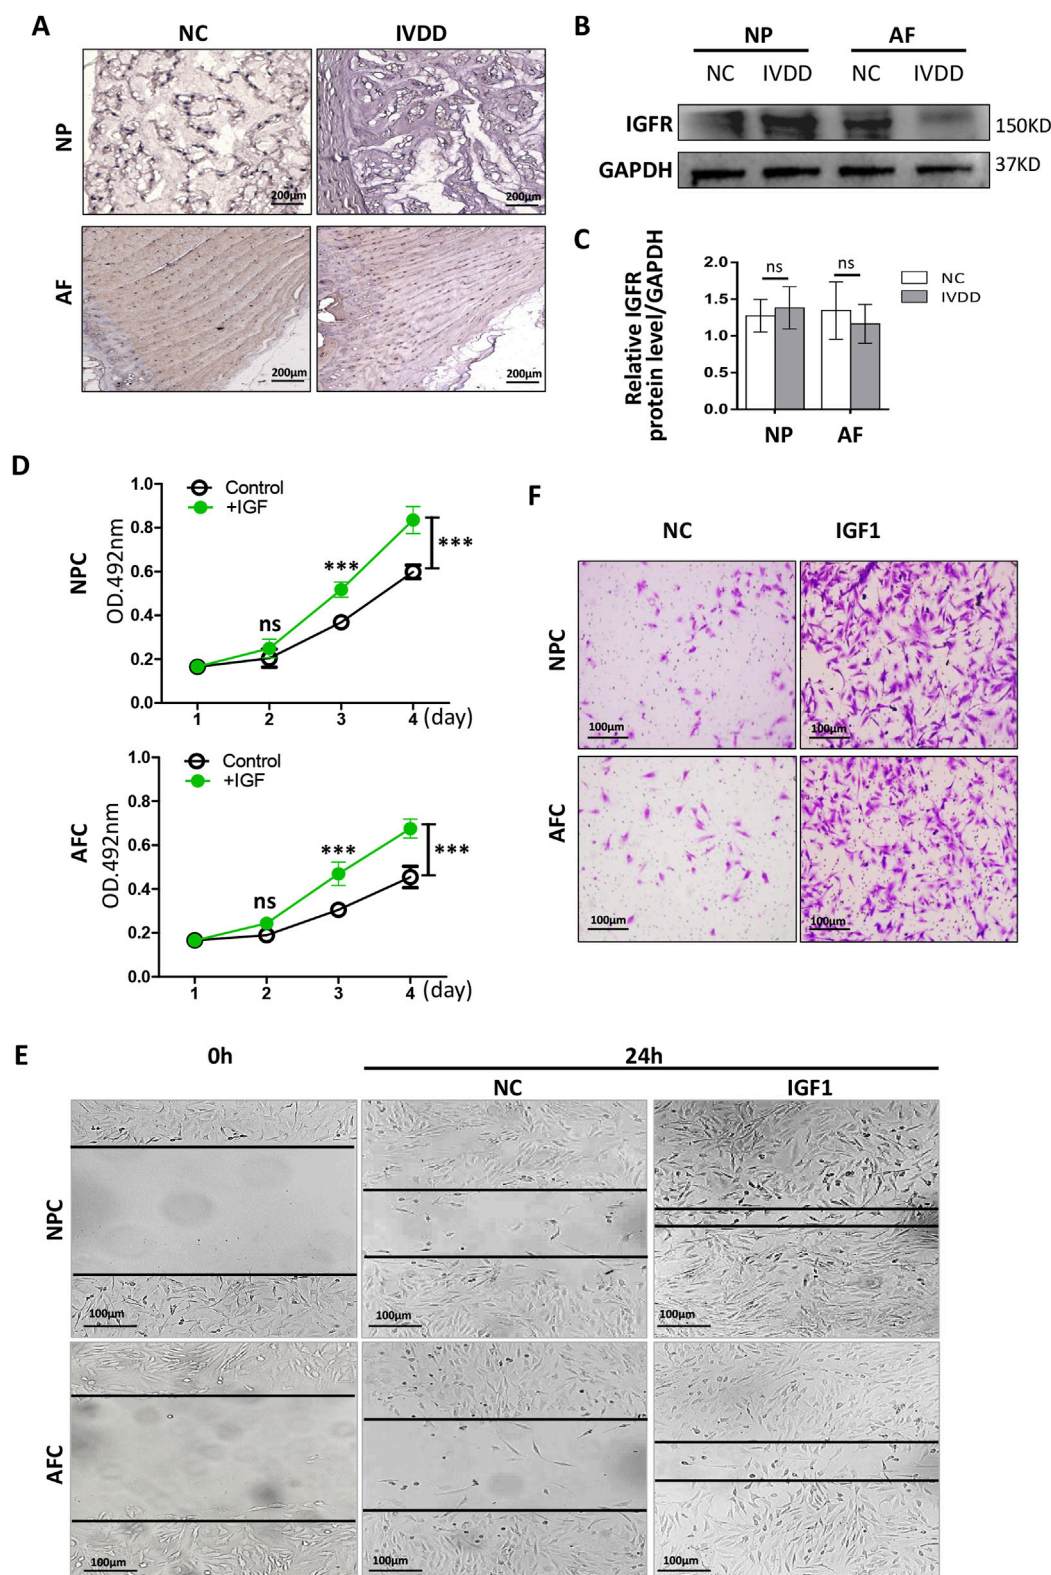 A
NC
IVDD
NP
200μm
200μm
AF
200μm
200μm
B
NP
AF
NC
IVDD
NC
IVDD
IGFR
150KD
GAPDH
37KD
C
Relative IGFR
protein level/GAPDH
2.0
1.5
1.0
0.5
0.0
ns
ns
NC
IVDD
NP
AF
D
NPC
OD.492nm
1.0
0.8
0.6
0.4
0.2
0.0
Control
+IGF
ns
***
***
1
2
3
4
(day)
AFC
OD.492nm
1.0
0.8
0.6
0.4
0.2
0.0
Control
+IGF
ns
***
***
1
2
3
4
(day)
F
NC
IGF1
NPC
100μm
100μm
AFC
100μm
100μm
E
0h
24h
NC
IGF1
NPC
100μm
100μm
100μm
AFC
100μm
100μm
100μm